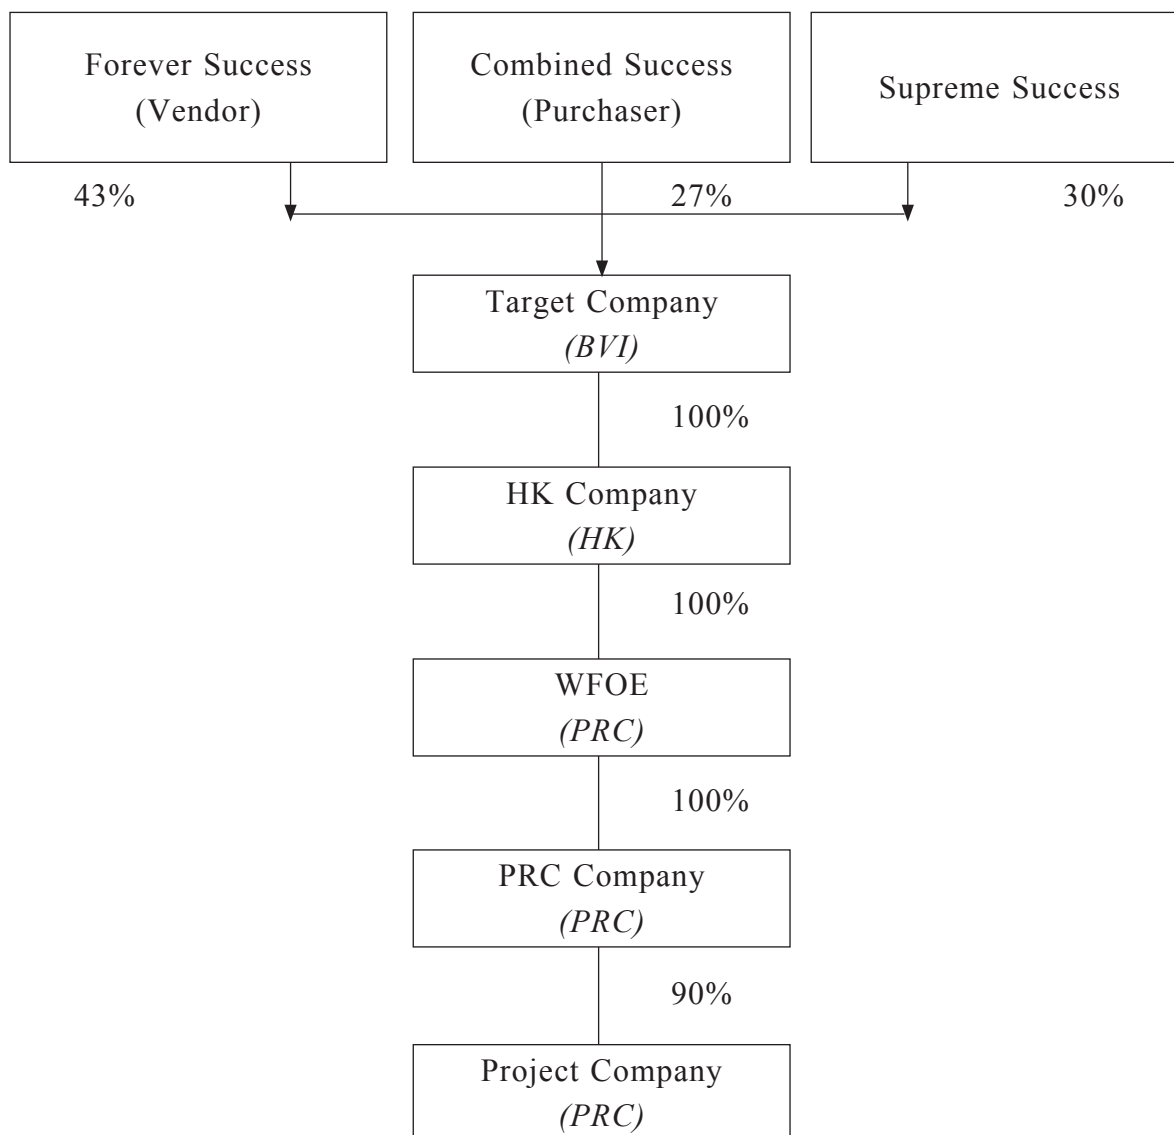 Forever Success
(Vendor)
Combined Success
(Purchaser)
Supreme Success
43%
27%
30%
Target Company
(BVI)
100%
HK Company
(HK)
100%
WFOE
(PRC)
100%
PRC Company
(PRC)
90%
Project Company
(PRC)